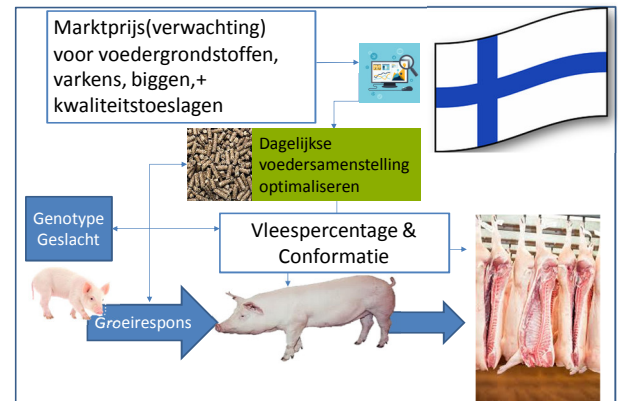 Marktprijs(verwachting)
voor voedergrondstoffen,
varkens, biggen,+
kwaliteitstoeslagen
Dagelijkse
voedersamenstelling
optimaliseren
Genotype
Geslacht
Vleespercentage &
Conformatie
Groeirespons